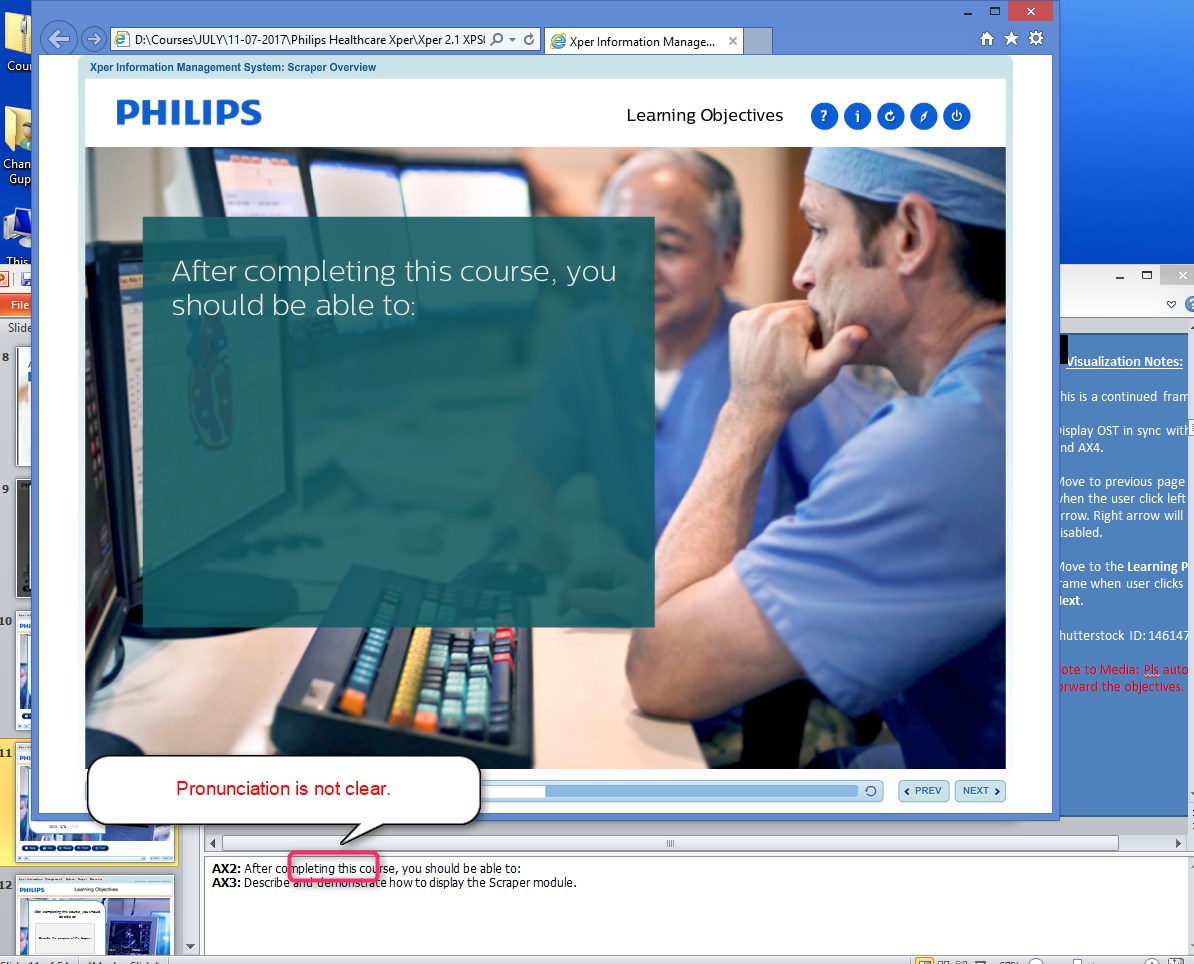 D:\Courses\JULY\11-07-2017\Philips Healthcare Xper\Xper 2.1 XPS
Xper Information Manage...
Xper Information Management System: Scraper Overview
PHILIPS
Learning Objectives
After completing this course, you
should be able to:
Pronunciation is not clear.
PREV
NEXT
AX2: After completing this course, you should be able to:
AX3: Describe and demonstrate how to display the Scraper module.
Visualization Notes:
his is a continued fram
isplay OST in sync with
nd AX4.
ove to previous page
hen the user click left
rrow. Right arrow will
isabled.
ove to the Learning P
rame when user clicks
ext.
hutterstock ID: 146147
ote to Media: Pls auto
orward the objectives.
Cou
Chan
Gup
This
File
Slide
8
9
10
11
12
PHILIPS
Learning Objectives
After completing this course, you should
be able to: